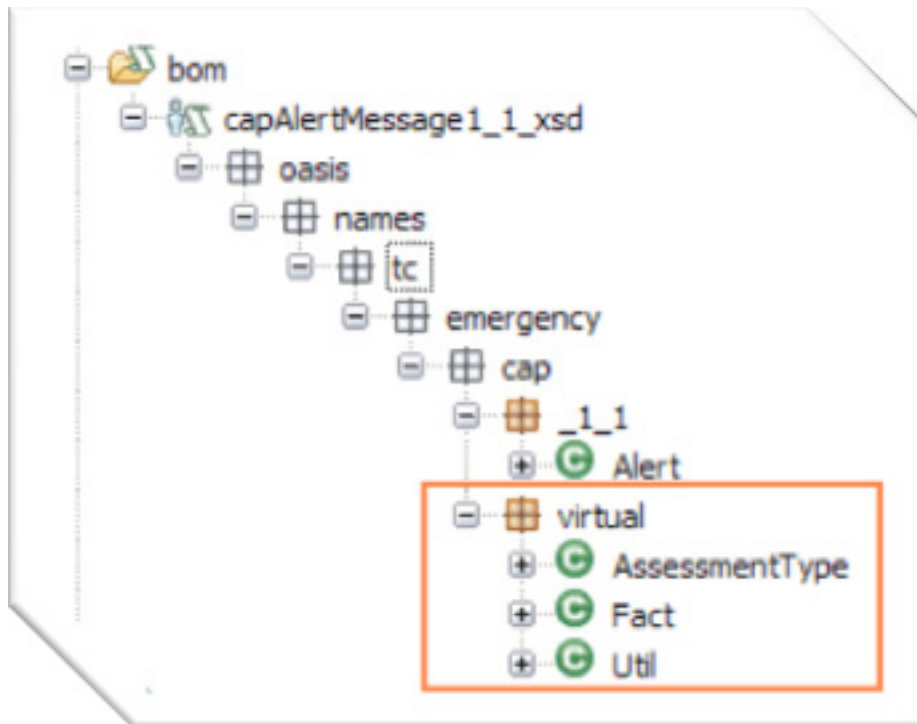 bom
capAlertMessage1_1_xsd
oasis
names
tc
emergency
cap
_1_1
Alert
virtual
AssessmentType
Fact
Util